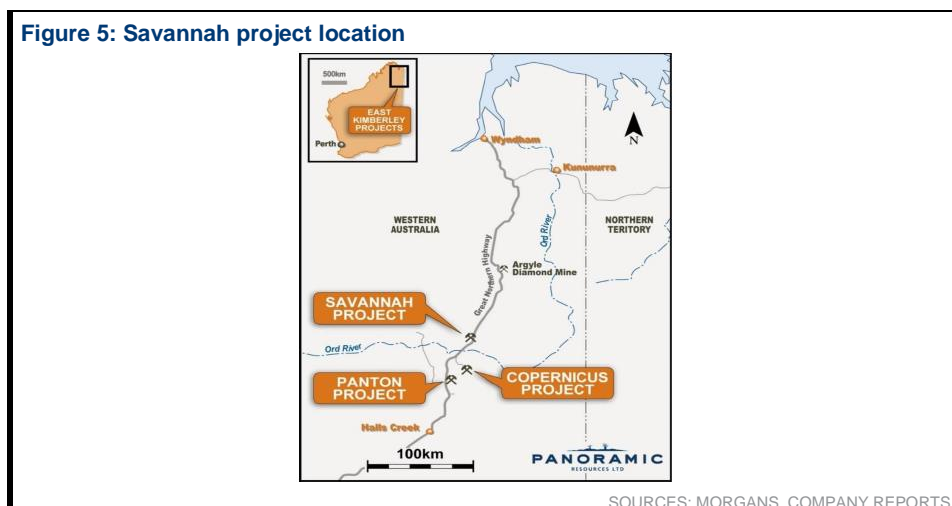 Figure 5: Savannah project location
500km
EAST
KIMBERLEY
PROJECTS
Perth
N
Wyndham
Kununurra
WESTERN
AUSTRALIA
NORTHERN
TERITORY
Ord River
Great Northern Highway
Argyle
Diamond Mine
SAVANNAH
PROJECT
Ord River
PANTON
PROJECT
COPERNICUS
PROJECT
Halls Creek
100km
PANORAMIC
RESOURCES LTD
SOURCES: MORGANS, COMPANY REPORTS